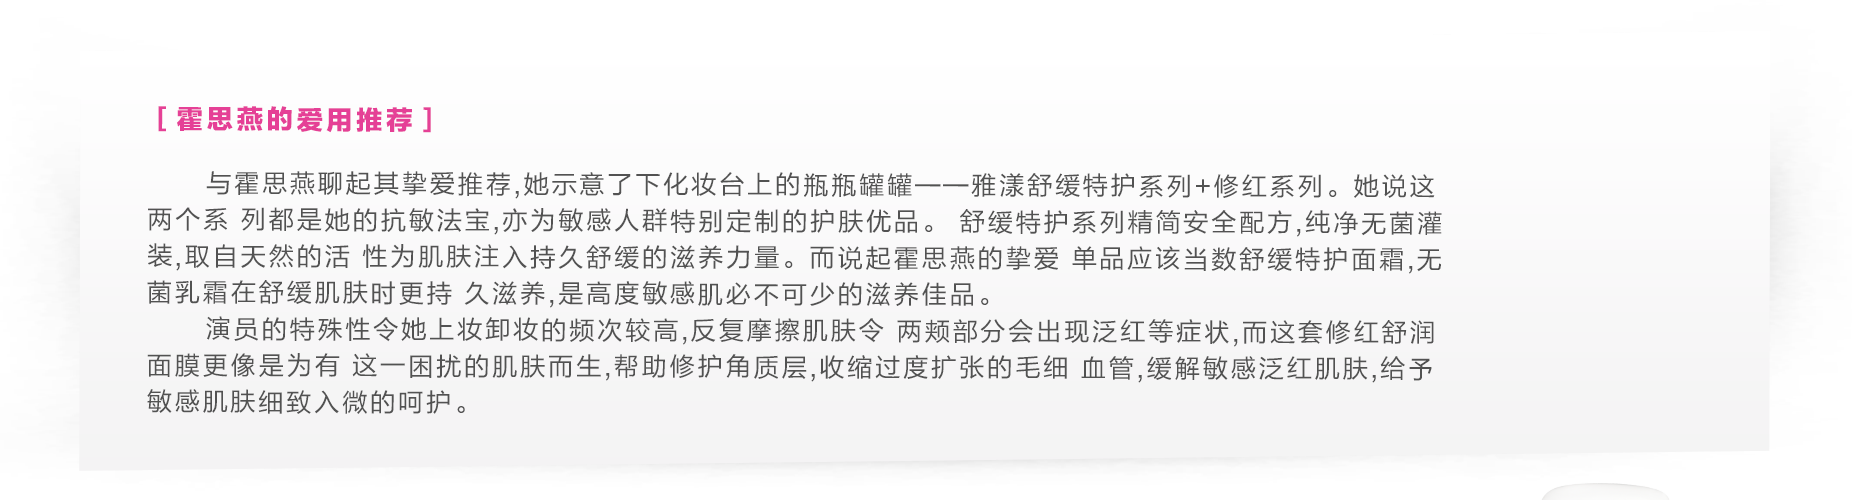 [ 霍思燕的爱用推荐 ]
与霍思燕聊起其挚爱推荐,她示意了下化妆台上的瓶瓶罐罐——雅漾舒缓特护系列+修红系列。她说这
两个系 列都是她的抗敏法宝,亦为敏感人群特别定制的护肤优品。 舒缓特护系列精简安全配方,纯净无菌灌
装,取自天然的活 性为肌肤注入持久舒缓的滋养力量。而说起霍思燕的挚爱 单品应该当数舒缓特护面霜,无
菌乳霜在舒缓肌肤时更持 久滋养,是高度敏感肌必不可少的滋养佳品。
演员的特殊性令她上妆卸妆的频次较高,反复摩擦肌肤令 两颊部分会出现泛红等症状,而这套修红舒润
面膜更像是为有 这一困扰的肌肤而生,帮助修护角质层,收缩过度扩张的毛细 血管,缓解敏感泛红肌肤,给予
敏感肌肤细致入微的呵护。